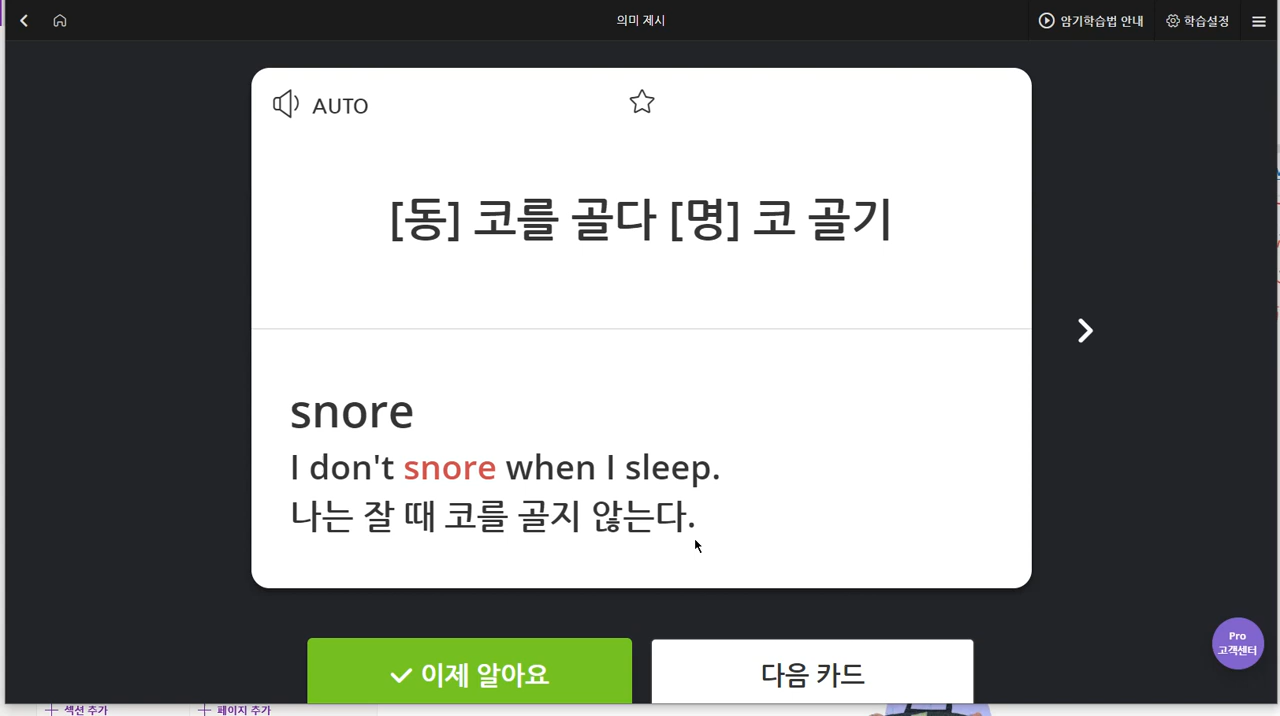 의미 제시
암기학습법 안내
학습설정
AUTO
[동] 코를 골다 [명] 코 골기
snore
I don't snore when I sleep.
나는 잘 때 코를 골지 않는다.
이제 알아요
다음 카드
Pro
고객센터
섹션 추가
페이지 추가